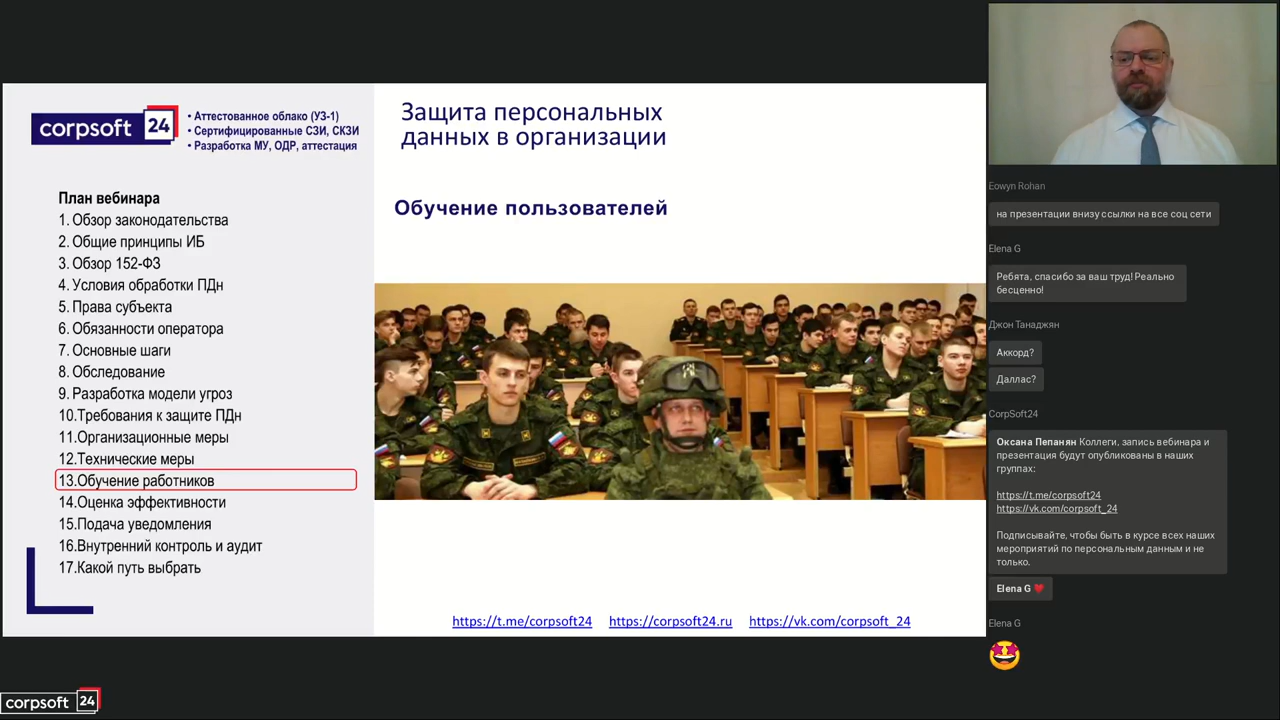 corpsoft 24
• Аттестованное облако (УЗ-1)
• Сертифицированные СЗИ, СКЗИ
• Разработка МУ, ОДР, аттестация
План вебинара
1. Обзор законодательства
2. Общие принципы ИБ
3. Обзор 152-ФЗ
4. Условия обработки ПДн
5. Права субъекта
6. Обязанности оператора
7. Основные шаги
8. Обследование
9. Разработка модели угроз
10.Требования к защите ПДн
11.Организационные меры
12.Технические меры
13.Обучение работников
14.Оценка эффективности
15.Подача уведомления
16.Внутренний контроль и аудит
17.Какой путь выбрать
Защита персональных
данных в организации
Обучение пользователей
https://t.me/corpsoft24 https://corpsoft24.ru https://vk.com/corpsoft_24
corpsoft 24
Eowyn Rohan
на презентации внизу ссылки на все соц сети
Elena G
Ребята, спасибо за ваш труд! Реально
бесценно!
Джон Танаджян
Аккорд?
Даллас?
CorpSoft24
Оксана Пепанян Коллеги, запись вебинара и
презентация будут опубликованы в наших
группах:
https://t.me/corpsoft24
https://vk.com/corpsoft_24
Подписывайте, чтобы быть в курсе всех наших
мероприятий по персональным данным и не
только.
Elena G
Elena G